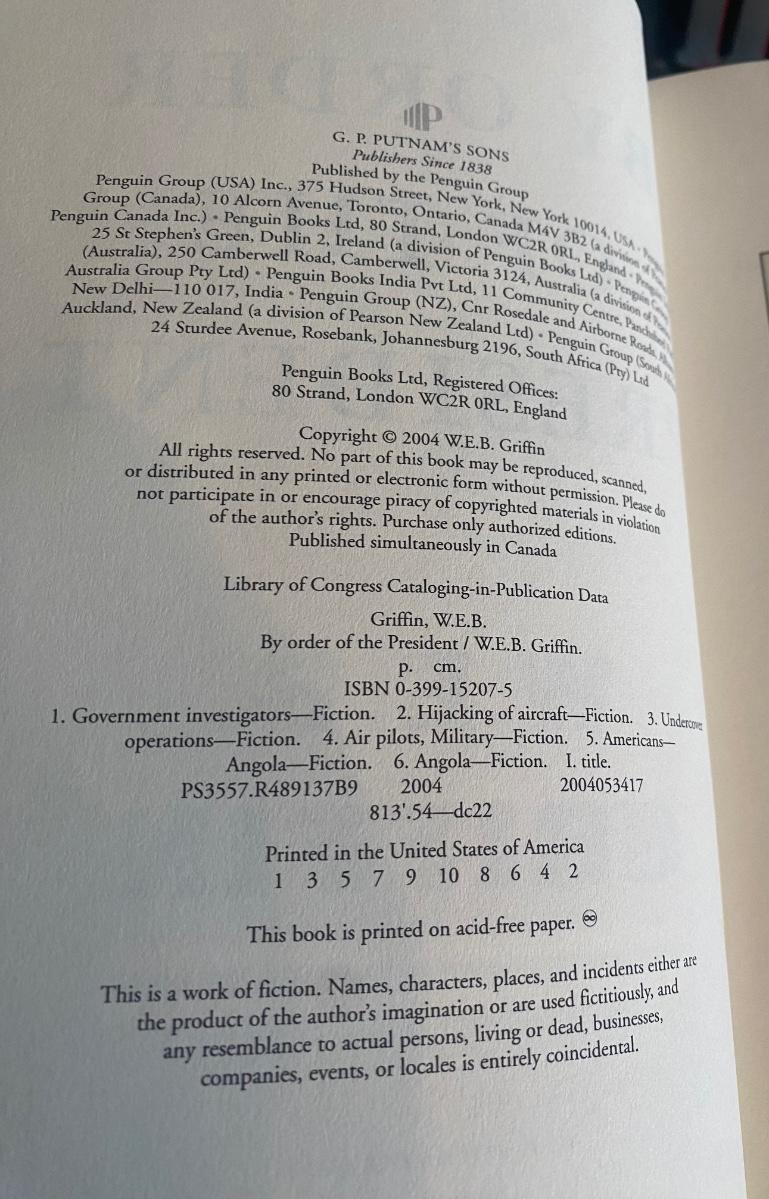 G. P. PUTNAM'S SONS
Publishers Since 1838
Published by the Penguin Group
Penguin Group (USA) Inc., 375 Hudson Street, New York, New York 10014, USA •
Group (Canada), 10 Alcorn Avenue, Toronto, Ontario, Canada M4V 3B2 (a division of
Penguin Canada Inc.) • Penguin Books Ltd, 80 Strand, London WC2R 0RL, England •
25 St Stephen's Green, Dublin 2, Ireland (a division of Penguin Books Ltd) • Penguin
(Australia), 250 Camberwell Road, Camberwell, Victoria 3124, Australia (a division of
Australia Group Pty Ltd) • Penguin Books India Pvt Ltd, 11 Community Centre,
New Delhi—110 017, India • Penguin Group (NZ), Cnr Rosedale and Airborne Roads,
Auckland, New Zealand (a division of Pearson New Zealand Ltd) • Penguin Group (South
24 Sturdee Avenue, Rosebank, Johannesburg 2196, South Africa (Pty) Ltd
Penguin Books Ltd, Registered Offices:
80 Strand, London WC2R 0RL, England
Copyright © 2004 W.E.B. Griffin
All rights reserved. No part of this book may be reproduced, scanned,
or distributed in any printed or electronic form without permission. Please do
not participate in or encourage piracy of copyrighted materials in violation
of the author's rights. Purchase only authorized editions.
Published simultaneously in Canada
Library of Congress Cataloging-in-Publication Data
Griffin, W.E.B.
By order of the President / W.E.B. Griffin.
p. cm.
ISBN 0-399-15207-5
1. Government investigators—Fiction. 2. Hijacking of aircraft—Fiction. 3. Undercover
operations—Fiction. 4. Air pilots, Military—Fiction. 5. Americans—
Angola—Fiction. 6. Angola—Fiction. I. title.
PS3557.R489137B9 2004 2004053417
813'.54—dc22
Printed in the United States of America
1 3 5 7 9 10 8 6 4 2
This book is printed on acid-free paper. ♾
This is a work of fiction. Names, characters, places, and incidents either are
the product of the author's imagination or are used fictitiously, and
any resemblance to actual persons, living or dead, businesses,
companies, events, or locales is entirely coincidental.